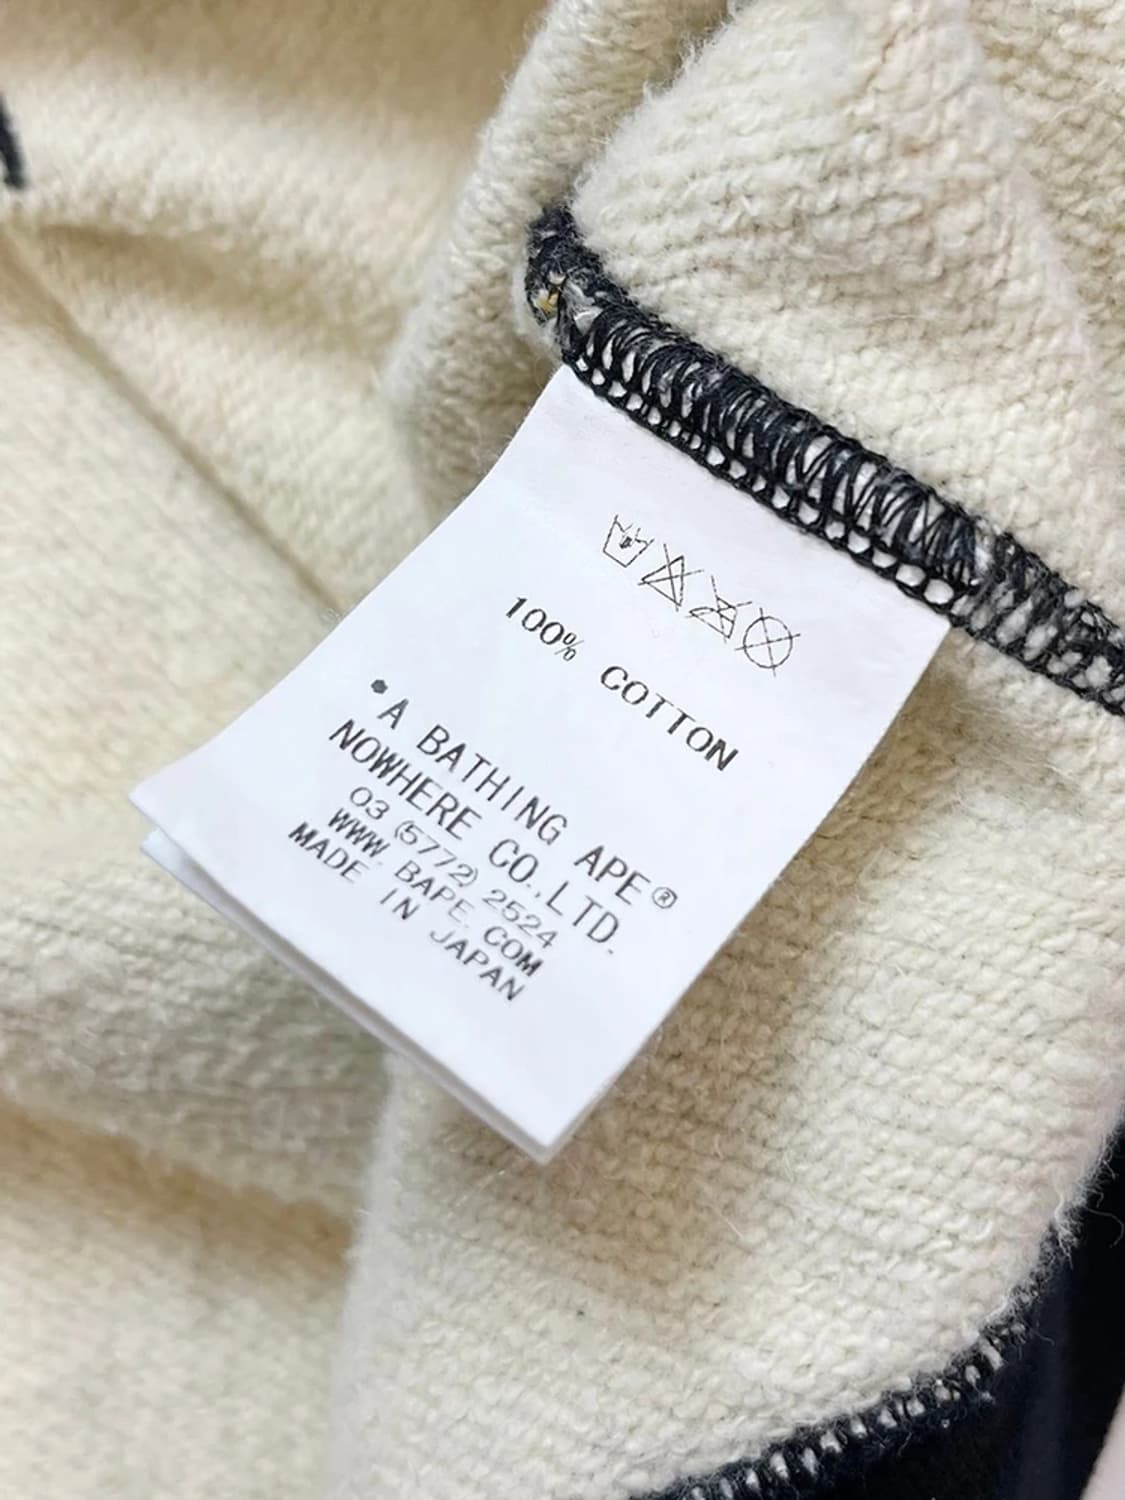 100% COTTON
•A BATHING APE®
NOWHERE CO.,LTD.
03 (5772) 2524
WWW. BAPE. COM
MADE IN JAPAN